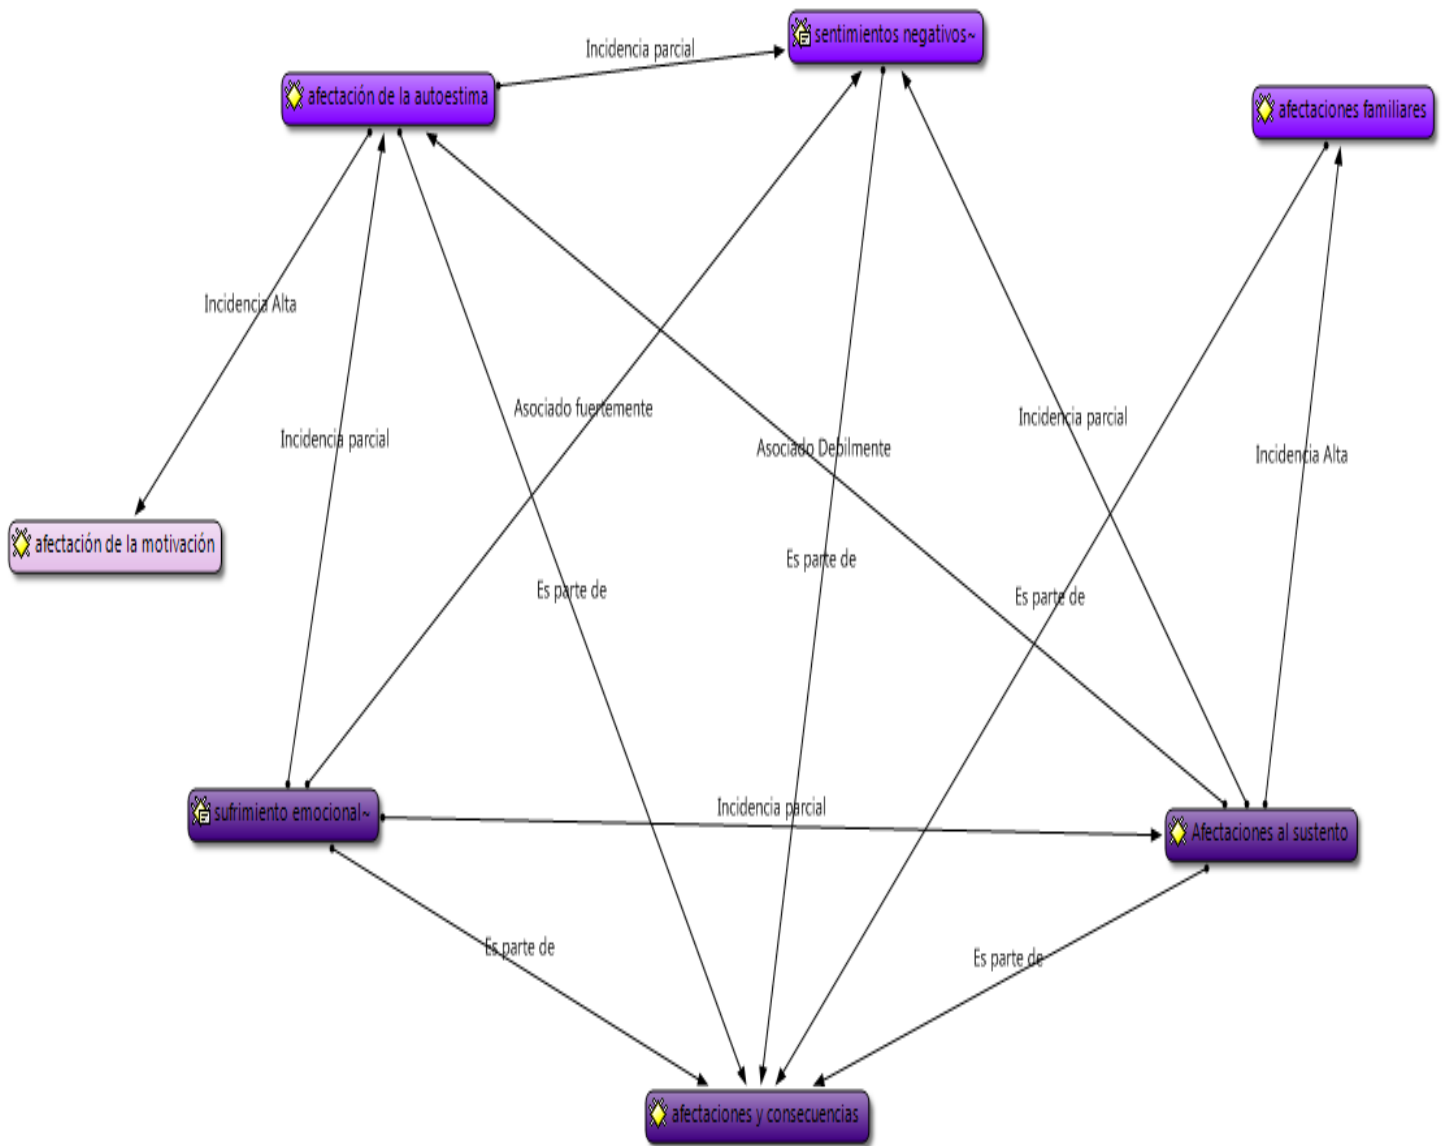 sentimientos negativos~
Incidencia parcial
afectación de la autoestima
afectaciones familiares
Incidencia Alta
Asociado fuertemente
Incidencia parcial
Incidencia parcial
Asociado Debilmente
Incidencia Alta
afectación de la motivación
Es parte de
Es parte de
Es parte de
sufrimiento emocional~
Incidencia parcial
Afectaciones al sustento
Es parte de
Es parte de
afectaciones y consecuencias